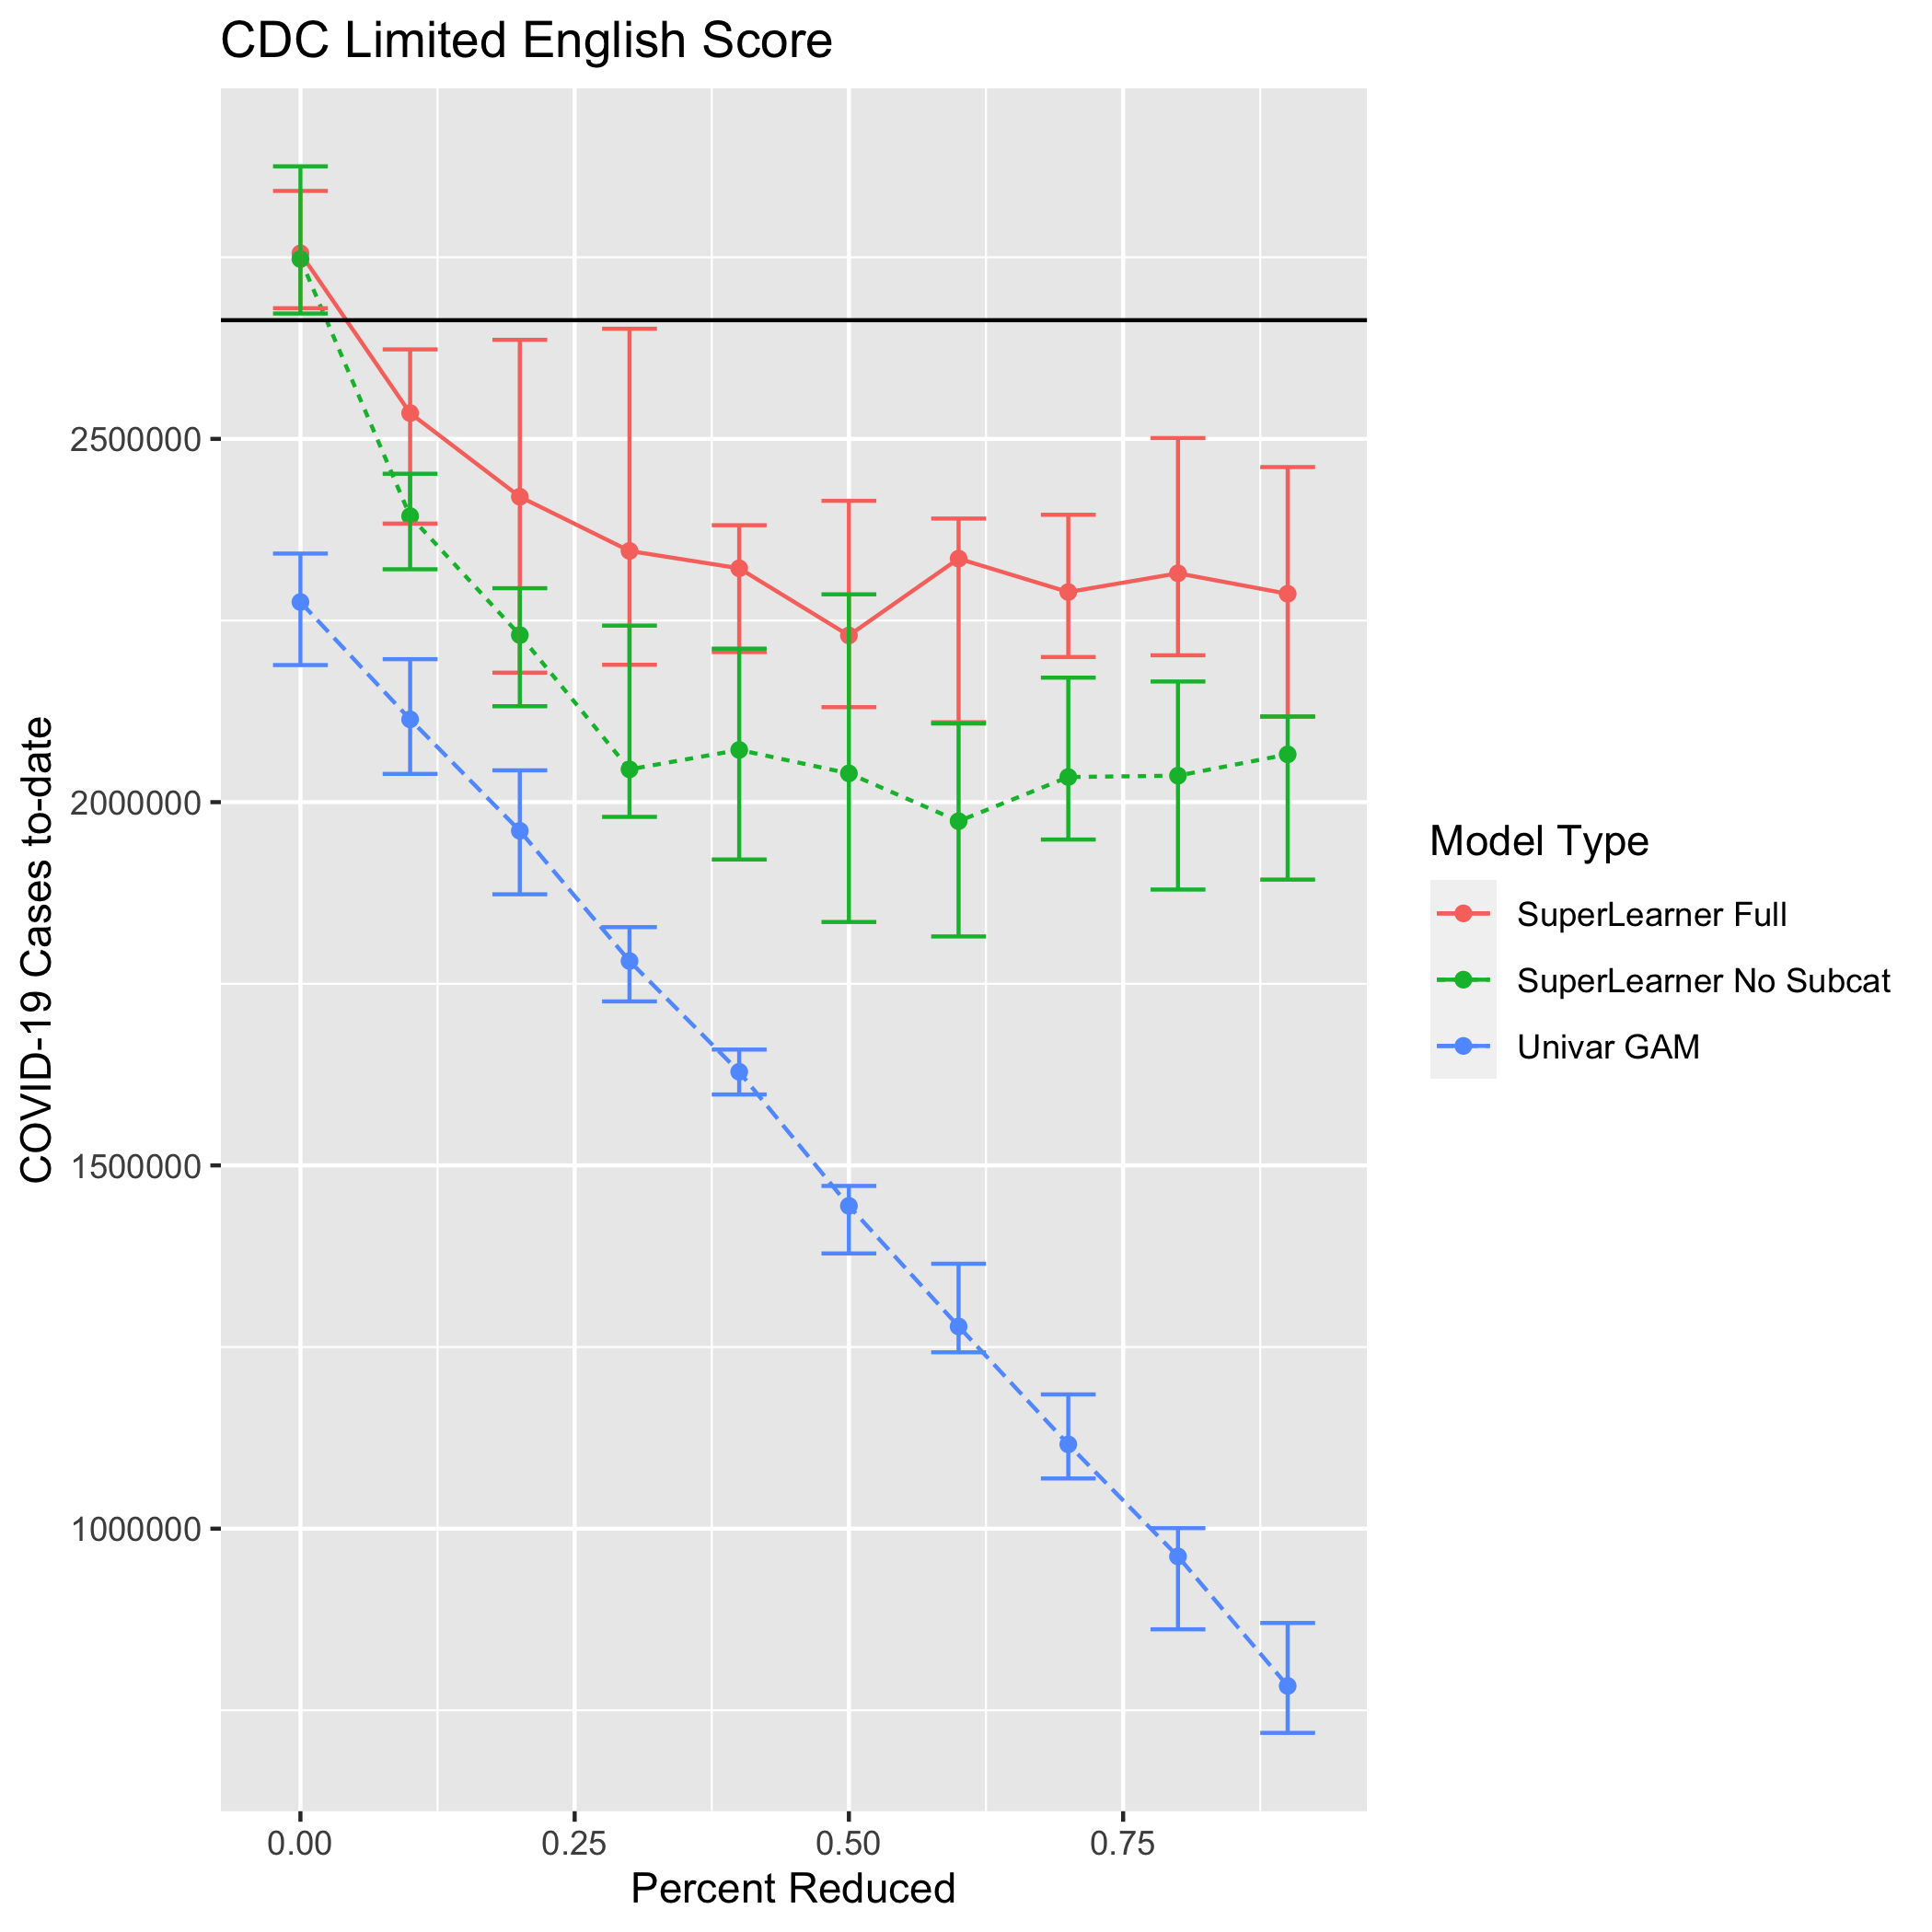 CDC Limited English Score
COVID-19 Cases to-date
2500000
2000000
1500000
1000000
0.00
0.25
0.50
0.75
Percent Reduced
Model Type
SuperLearner Full
SuperLearner No Subcat
Univar GAM